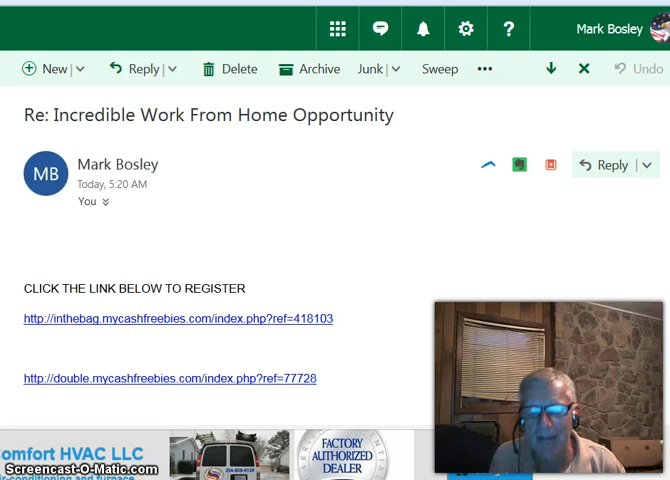 Mark Bosley
New Reply Delete Archive Junk Sweep ••• Undo
Re: Incredible Work From Home Opportunity
MB
Mark Bosley
Today, 5:20 AM
You
Reply
CLICK THE LINK BELOW TO REGISTER
http://inthebag.mycashfreebies.com/index.php?ref=418103
http://double.mycashfreebies.com/index.php?ref=77728
Comfort HVAC LLC
FACTORY
AUTHORIZED
DEALER
Screencast-O-Matic.com